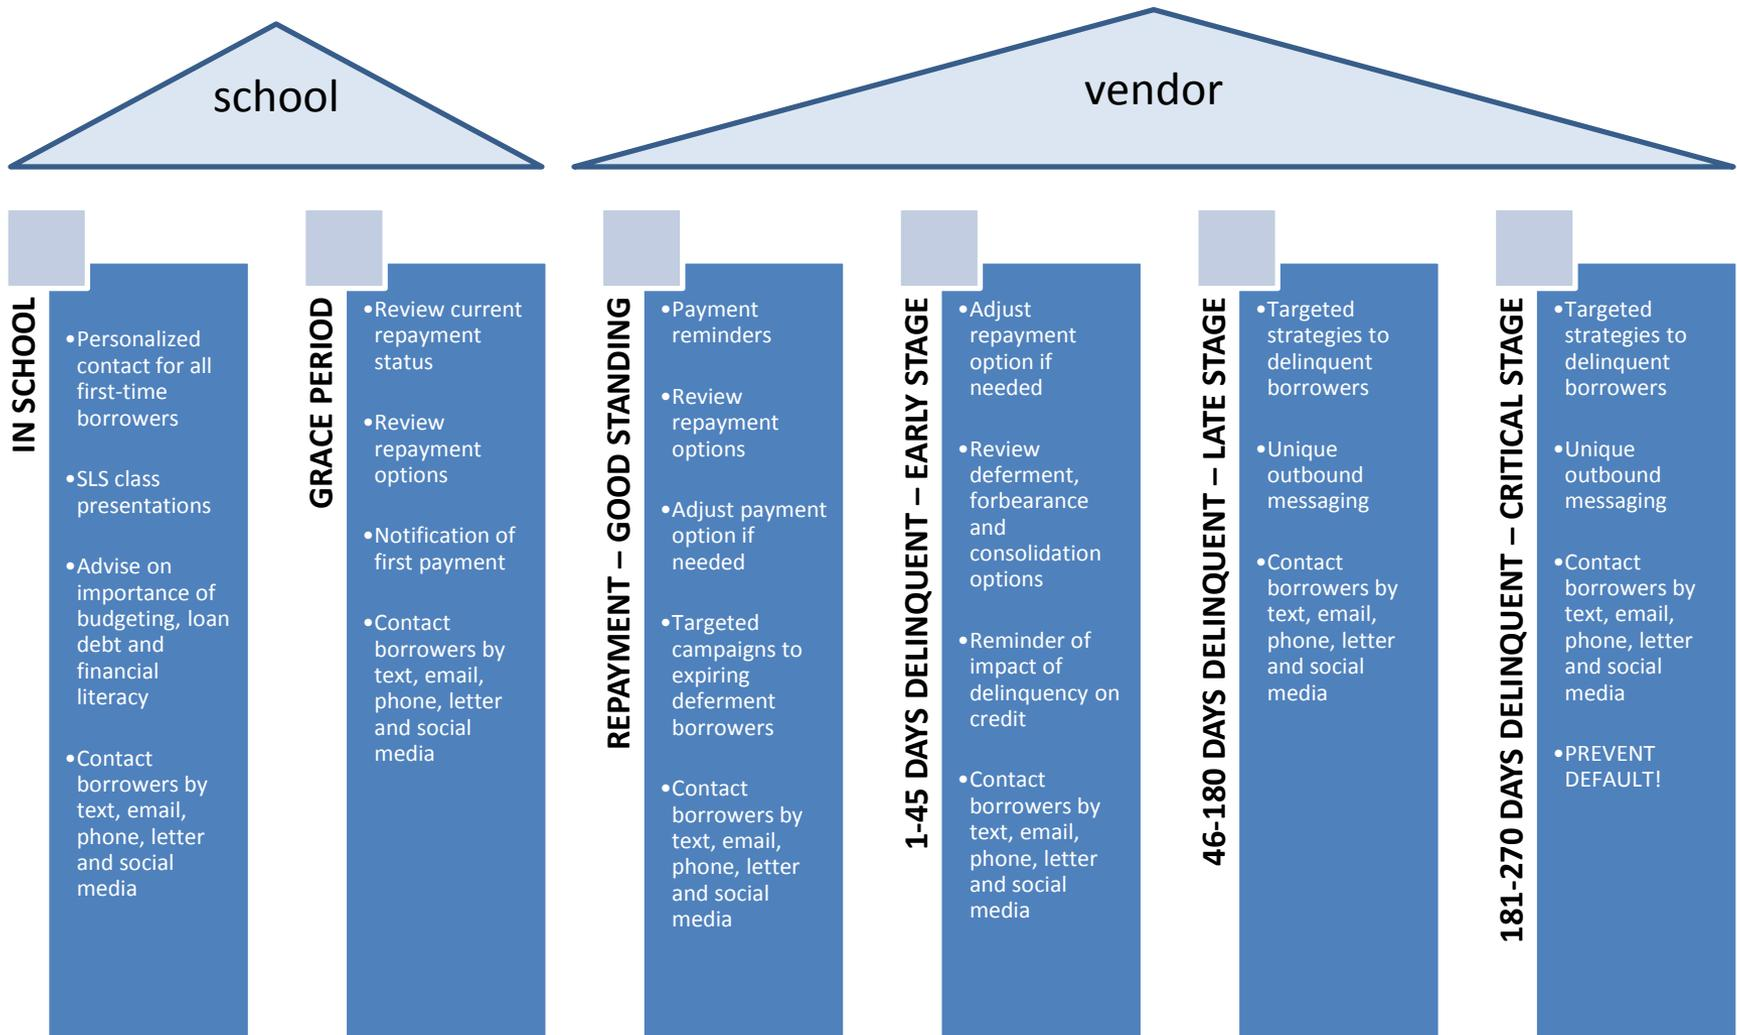 school
vendor
IN SCHOOL
•Personalized
contact for all
first-time
borrowers
•SLS class
presentations
•Advise on
importance of
budgeting, loan
debt and
financial
literacy
•Contact
borrowers by
text, email,
phone, letter
and social
media
GRACE PERIOD
•Review current
repayment
status
•Review
repayment
options
•Notification of
first payment
•Contact
borrowers by
text, email,
phone, letter
and social
media
REPAYMENT – GOOD STANDING
•Payment
reminders
•Review
repayment
options
•Adjust payment
option if
needed
•Targeted
campaigns to
expiring
deferment
borrowers
•Contact
borrowers by
text, email,
phone, letter
and social
media
1-45 DAYS DELINQUENT – EARLY STAGE
•Adjust
repayment
option if
needed
•Review
deferment,
forbearance
and
consolidation
options
•Reminder of
impact of
delinquency on
credit
•Contact
borrowers by
text, email,
phone, letter
and social
media
46-180 DAYS DELINQUENT – LATE STAGE
•Targeted
strategies to
delinquent
borrowers
•Unique
outbound
messaging
•Contact
borrowers by
text, email,
phone, letter
and social
media
181-270 DAYS DELINQUENT – CRITICAL STAGE
•Targeted
strategies to
delinquent
borrowers
•Unique
outbound
messaging
•Contact
borrowers by
text, email,
phone, letter
and social
media
•PREVENT
DEFAULT!